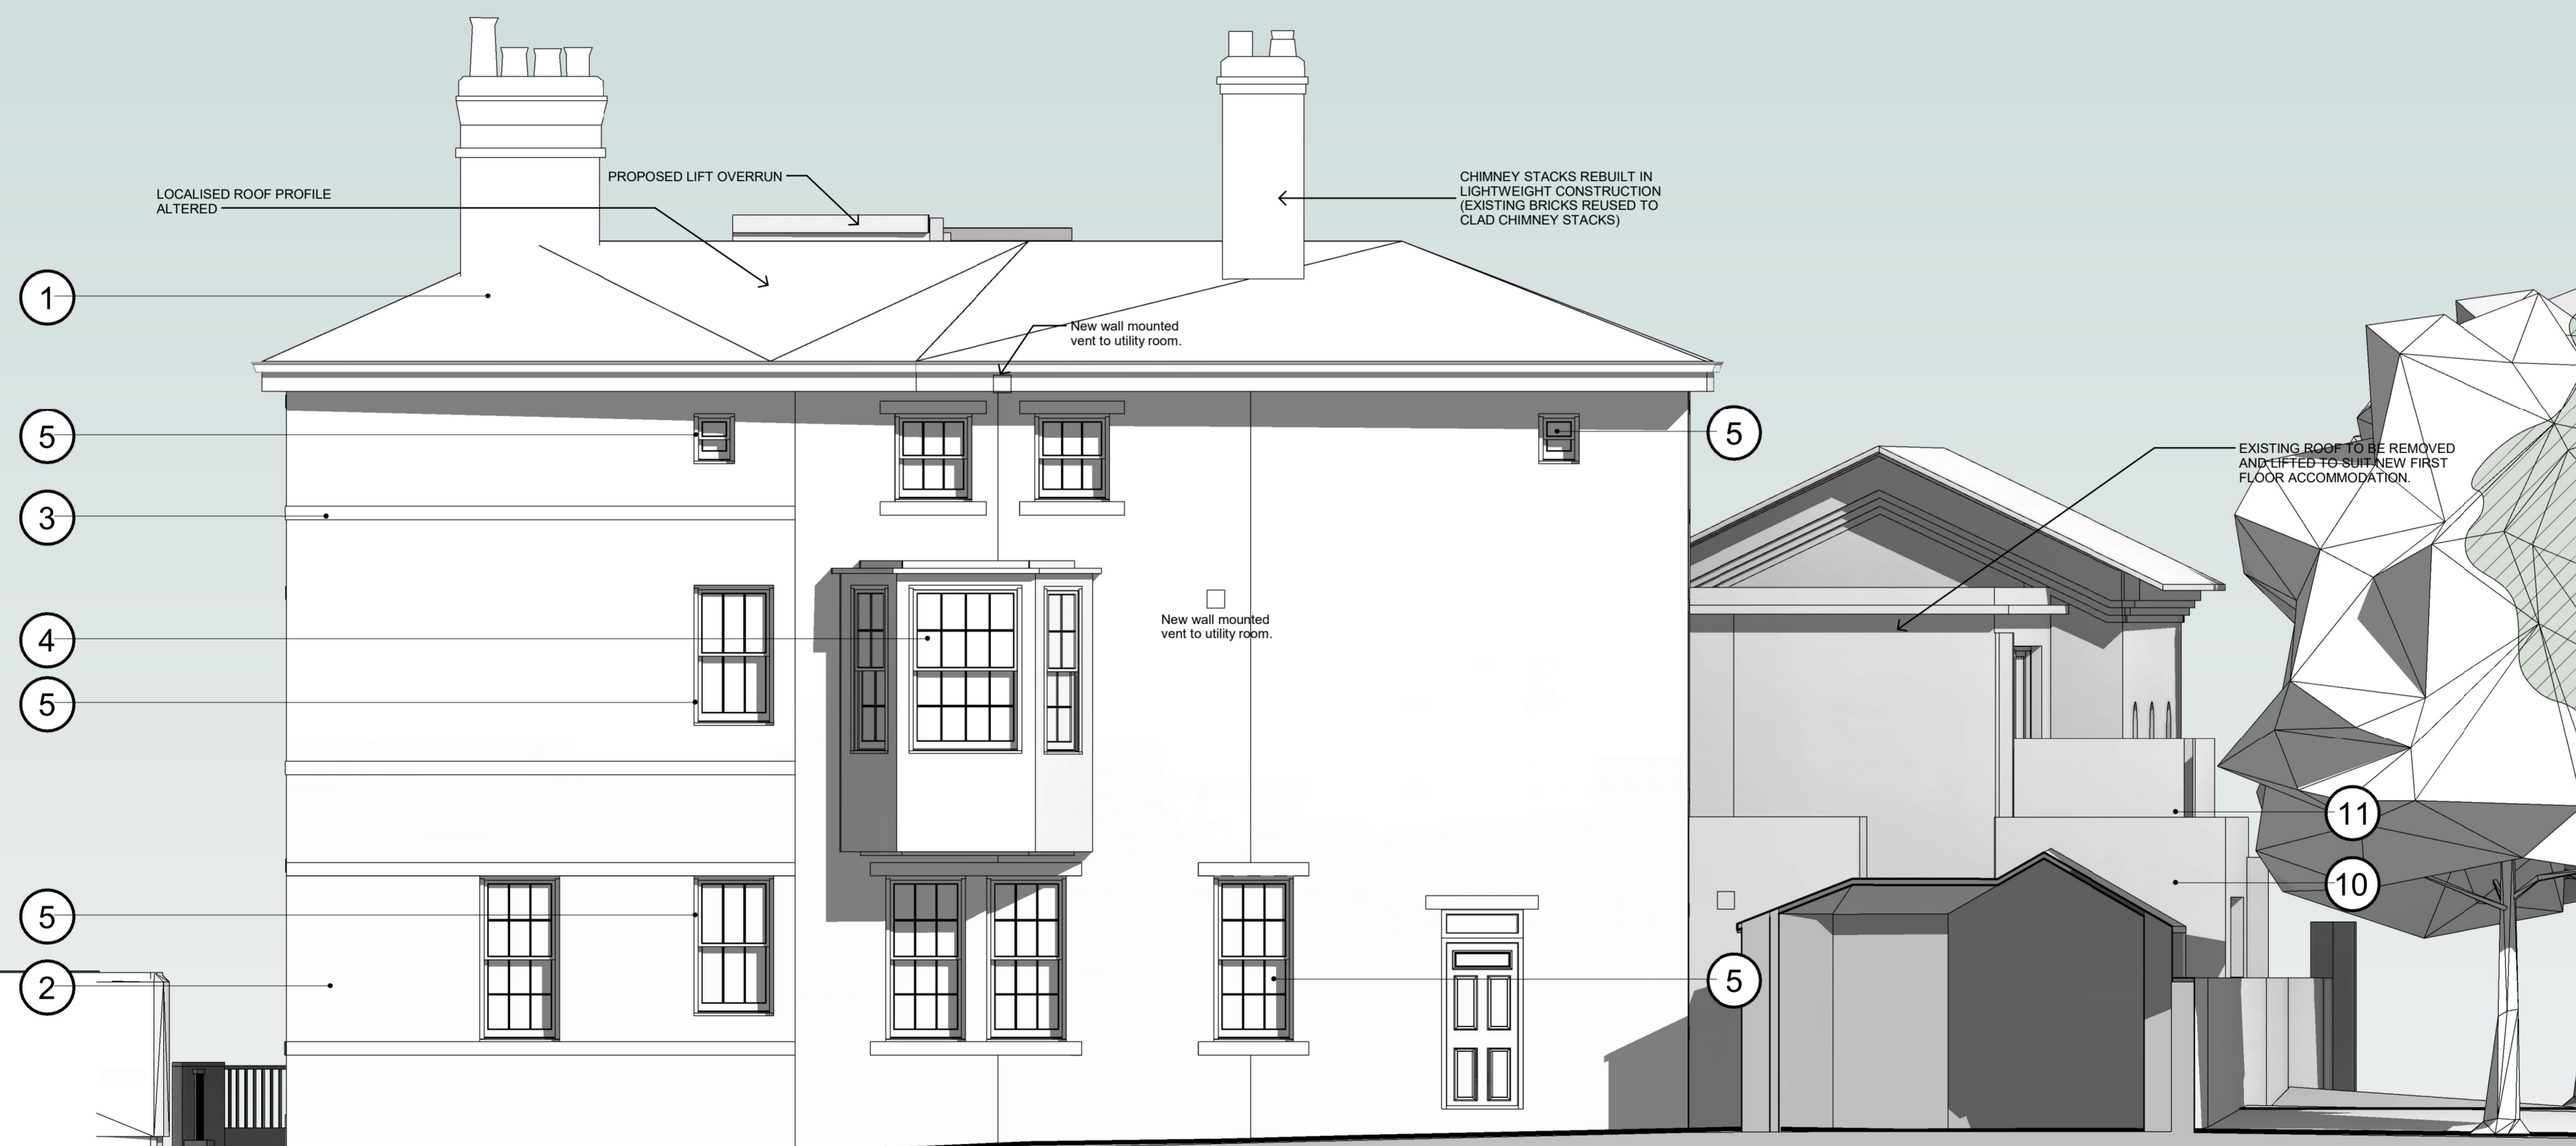 PROPOSED LIFT OVERRUN
CHIMNEY STACKS REBUILT IN
LIGHTWEIGHT CONSTRUCTION
(EXISTING BRICKS REUSED TO
CLAD CHIMNEY STACKS)
LOCALISED ROOF PROFILE
ALTERED
1
New wall mounted
vent to utility room.
5
5
EXISTING ROOF TO BE REMOVED
AND LIFTED TO SUIT NEW FIRST
FLOOR ACCOMMODATION.
3
New wall mounted
vent to utility room.
4
5
11
10
5
5
2